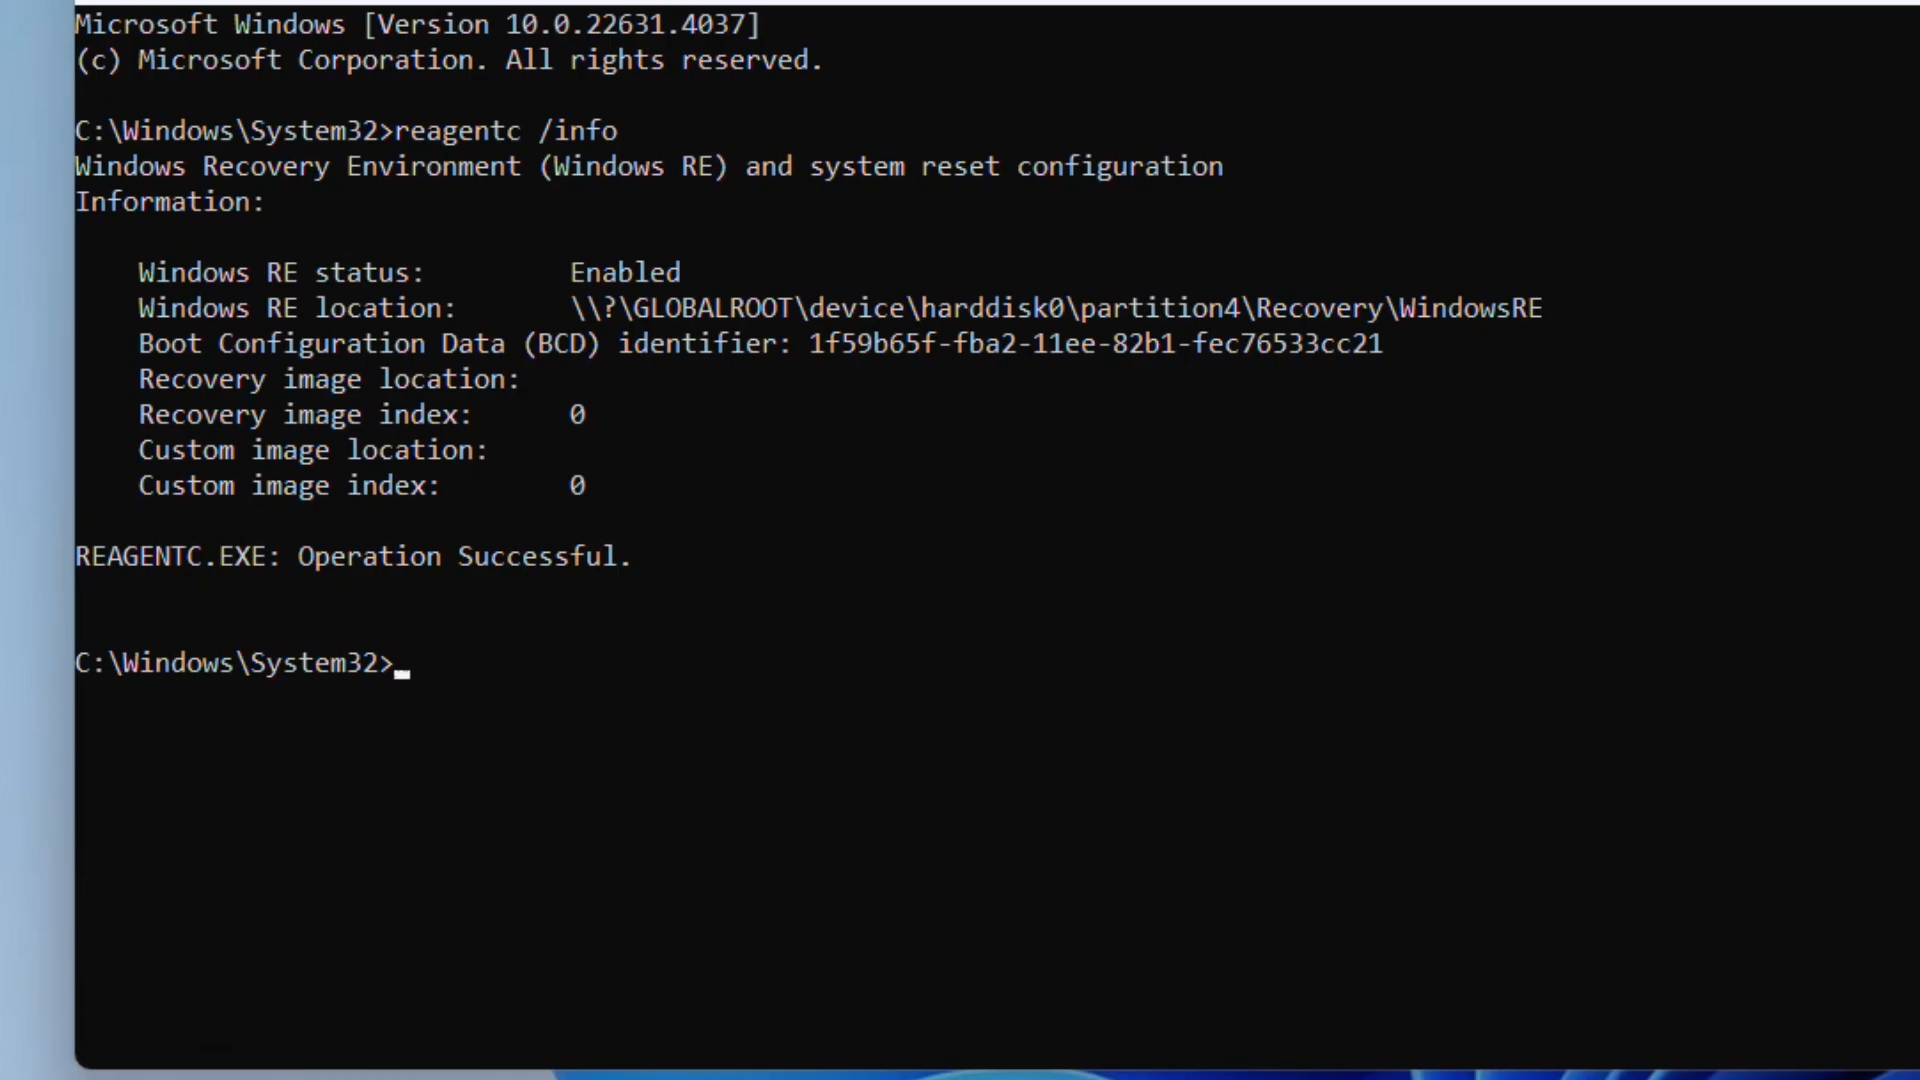 Microsoft Windows [Version 10.0.22631.4037]
(c) Microsoft Corporation. All rights reserved.
C:\Windows\System32>reagentc /info
Windows Recovery Environment (Windows RE) and system reset configuration
Information:
Windows RE status: Enabled
Windows RE location: \\?\GLOBALROOT\device\harddisk0\partition4\Recovery\WindowsRE
Boot Configuration Data (BCD) identifier: 1f59b65f-fba2-11ee-82b1-fec76533cc21
Recovery image location:
Recovery image index: 0
Custom image location:
Custom image index: 0
REAGENTC.EXE: Operation Successful.
C:\Windows\System32>